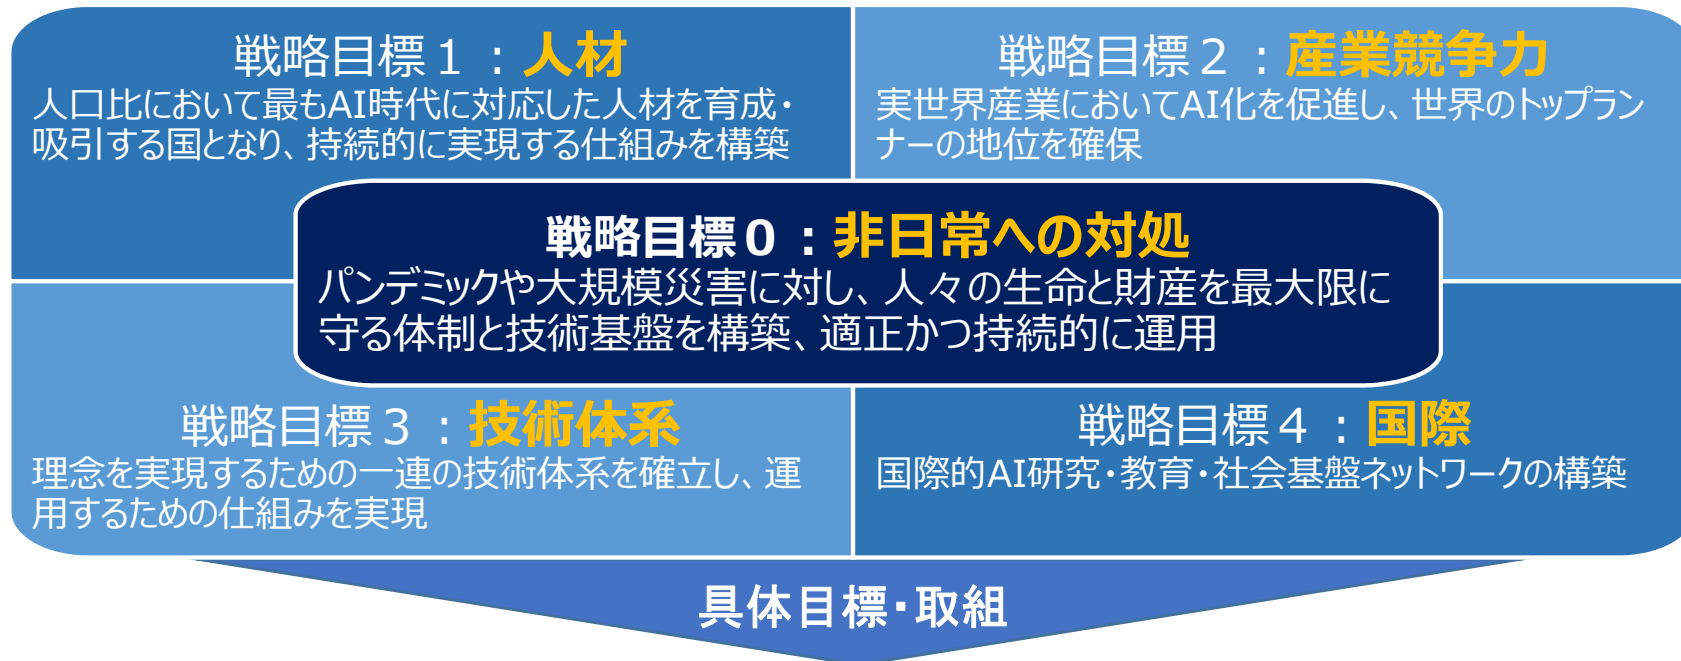 戦略目標１：人材
人口比において最もAI時代に対応した人材を育成・
吸引する国となり、持続的に実現する仕組みを構築
戦略目標２：産業競争力
実世界産業においてAI化を促進し、世界のトップラン
ナーの地位を確保
戦略目標０：非日常への対処
パンデミックや大規模災害に対し、人々の生命と財産を最大限に
守る体制と技術基盤を構築、適正かつ持続的に運用
戦略目標３：技術体系
理念を実現するための一連の技術体系を確立し、運
用するための仕組みを実現
戦略目標４：国際
国際的AI研究・教育・社会基盤ネットワークの構築
具体目標・取組